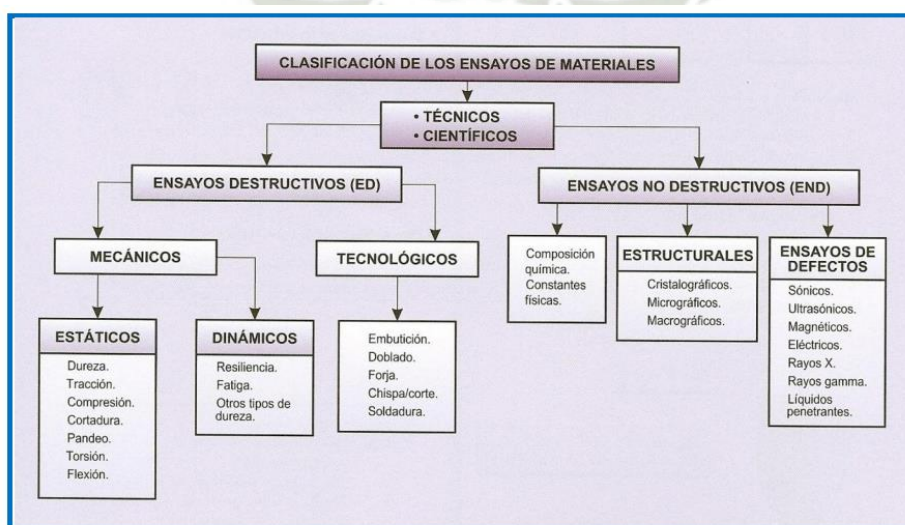 CLASIFICACIÓN DE LOS ENSAYOS DE MATERIALES
• TÉCNICOS
• CIENTÍFICOS
ENSAYOS DESTRUCTIVOS (ED)
MECÁNICOS
ESTÁTICOS
Dureza.
Tracción.
Compresión.
Cortadura.
Pandeo.
Torsión.
Flexión.
DINÁMICOS
Resiliencia.
Fatiga.
Otros tipos de
dureza.
TECNOLÓGICOS
Embutición.
Doblado.
Forja.
Chispa/corte.
Soldadura.
ENSAYOS NO DESTRUCTIVOS (END)
Composición
química.
Constantes
físicas.
ESTRUCTURALES
Cristalográficos.
Micrográficos.
Macrográficos.
ENSAYOS DE
DEFECTOS
Sónicos.
Ultrasónicos.
Magnéticos.
Eléctricos.
Rayos X.
Rayos gamma.
Líquidos
penetrantes.